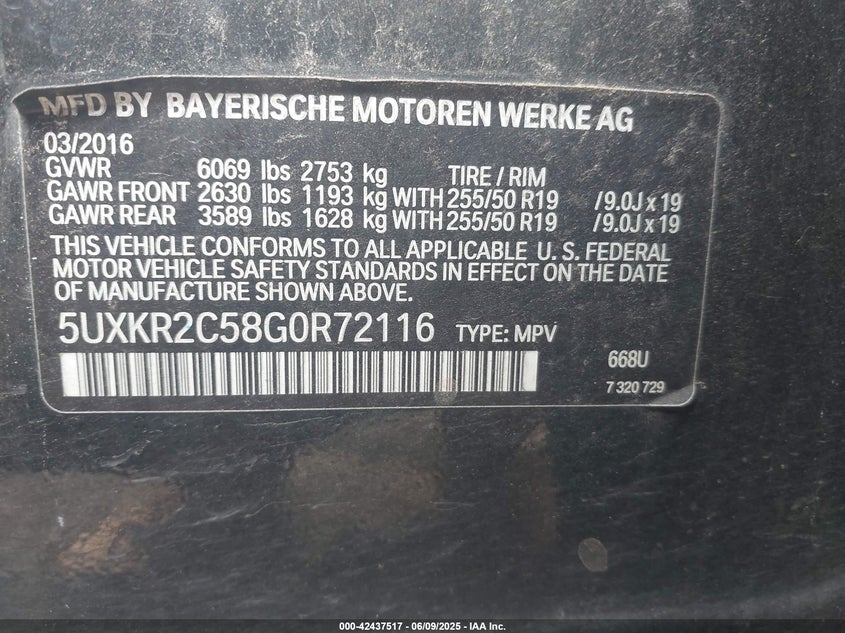 MFD BY BAYERISCHE MOTOREN WERKE AG
03/2016
GVWR 6069 lbs 2753 kg TIRE / RIM
GAWR FRONT 2630 lbs 1193 kg WITH 255/50 R19 /9.0J x 19
GAWR REAR 3589 lbs 1628 kg WITH 255/50 R19 /9.0J x 19
THIS VEHICLE CONFORMS TO ALL APPLICABLE U. S. FEDERAL
MOTOR VEHICLE SAFETY STANDARDS IN EFFECT ON THE DATE
OF MANUFACTURE SHOWN ABOVE.
5UXKR2C58G0R72116 TYPE: MPV
668U
7 320 729
000-42437517 - 06/09/2025 - IAA Inc.